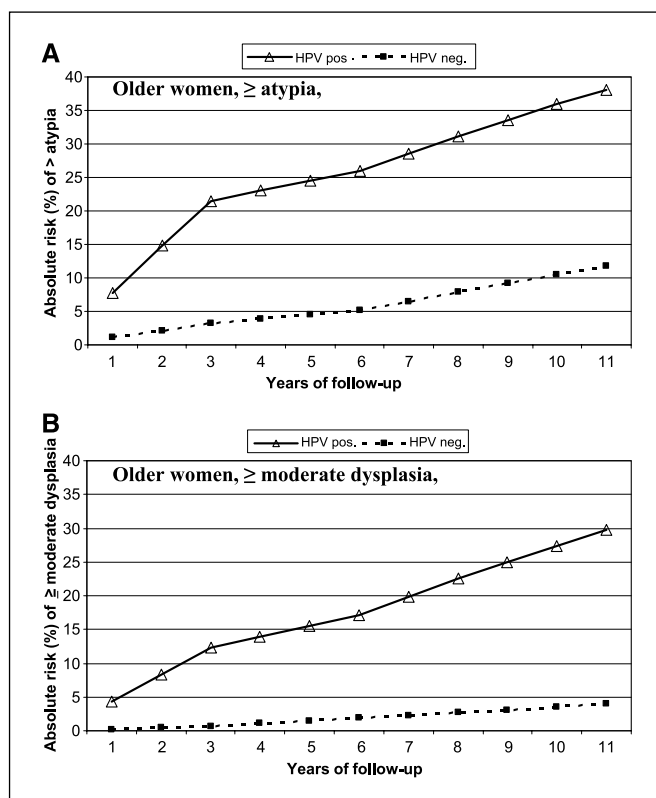 A
HPV pos. HPV neg.
Older women, ≥ atypia,
Absolute risk (%) of > atypia
40
35
30
25
20
15
10
5
0
1 2 3 4 5 6 7 8 9 10 11
Years of follow-up
B
HPV pos. HPV neg.
Older women, ≥ moderate dysplasia,
Absolute risk (%) of ≥ moderate dysplasia
40
35
30
25
20
15
10
5
0
1 2 3 4 5 6 7 8 9 10 11
Years of follow-up